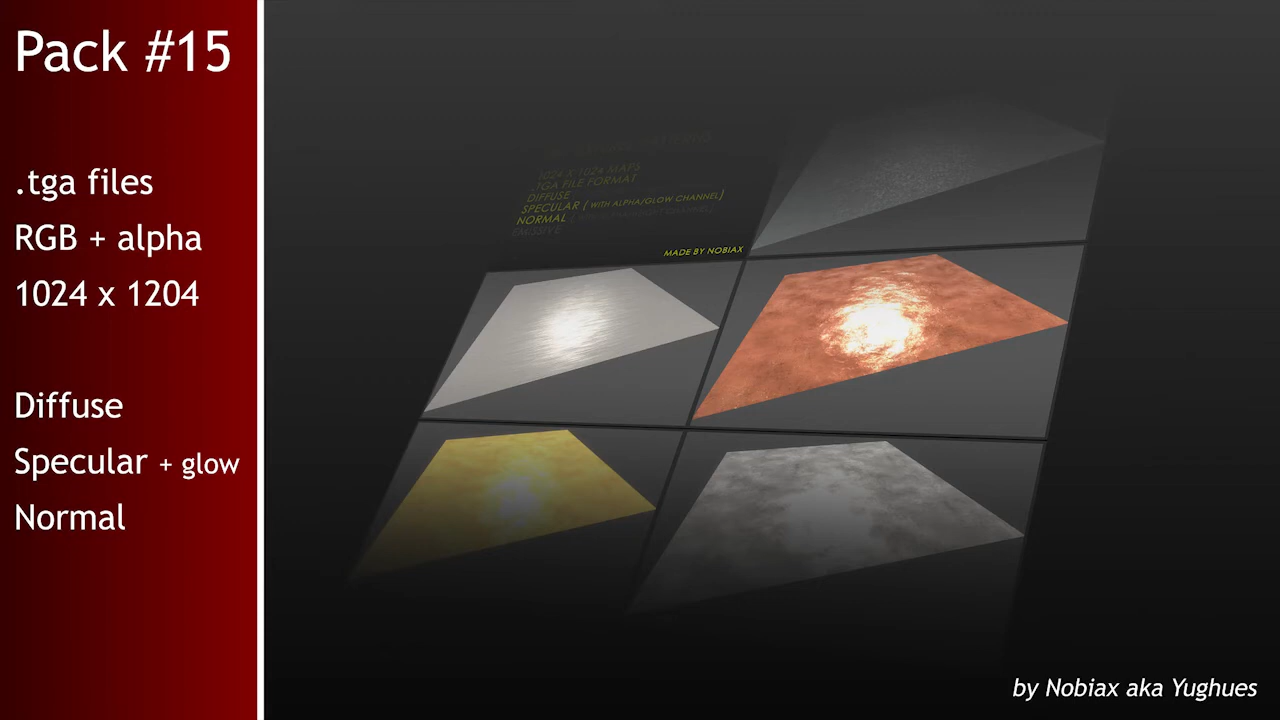 Pack #15
.tga files
RGB + alpha
1024 x 1204
Diffuse
Specular + glow
Normal
1024 X 1024 MAPS
.TGA FILE FORMAT
DIFFUSE
SPECULAR ( WITH ALPHA/GLOW CHANNEL)
NORMAL
EMISSIVE
MADE BY NOBIAX
by Nobiax aka Yughues